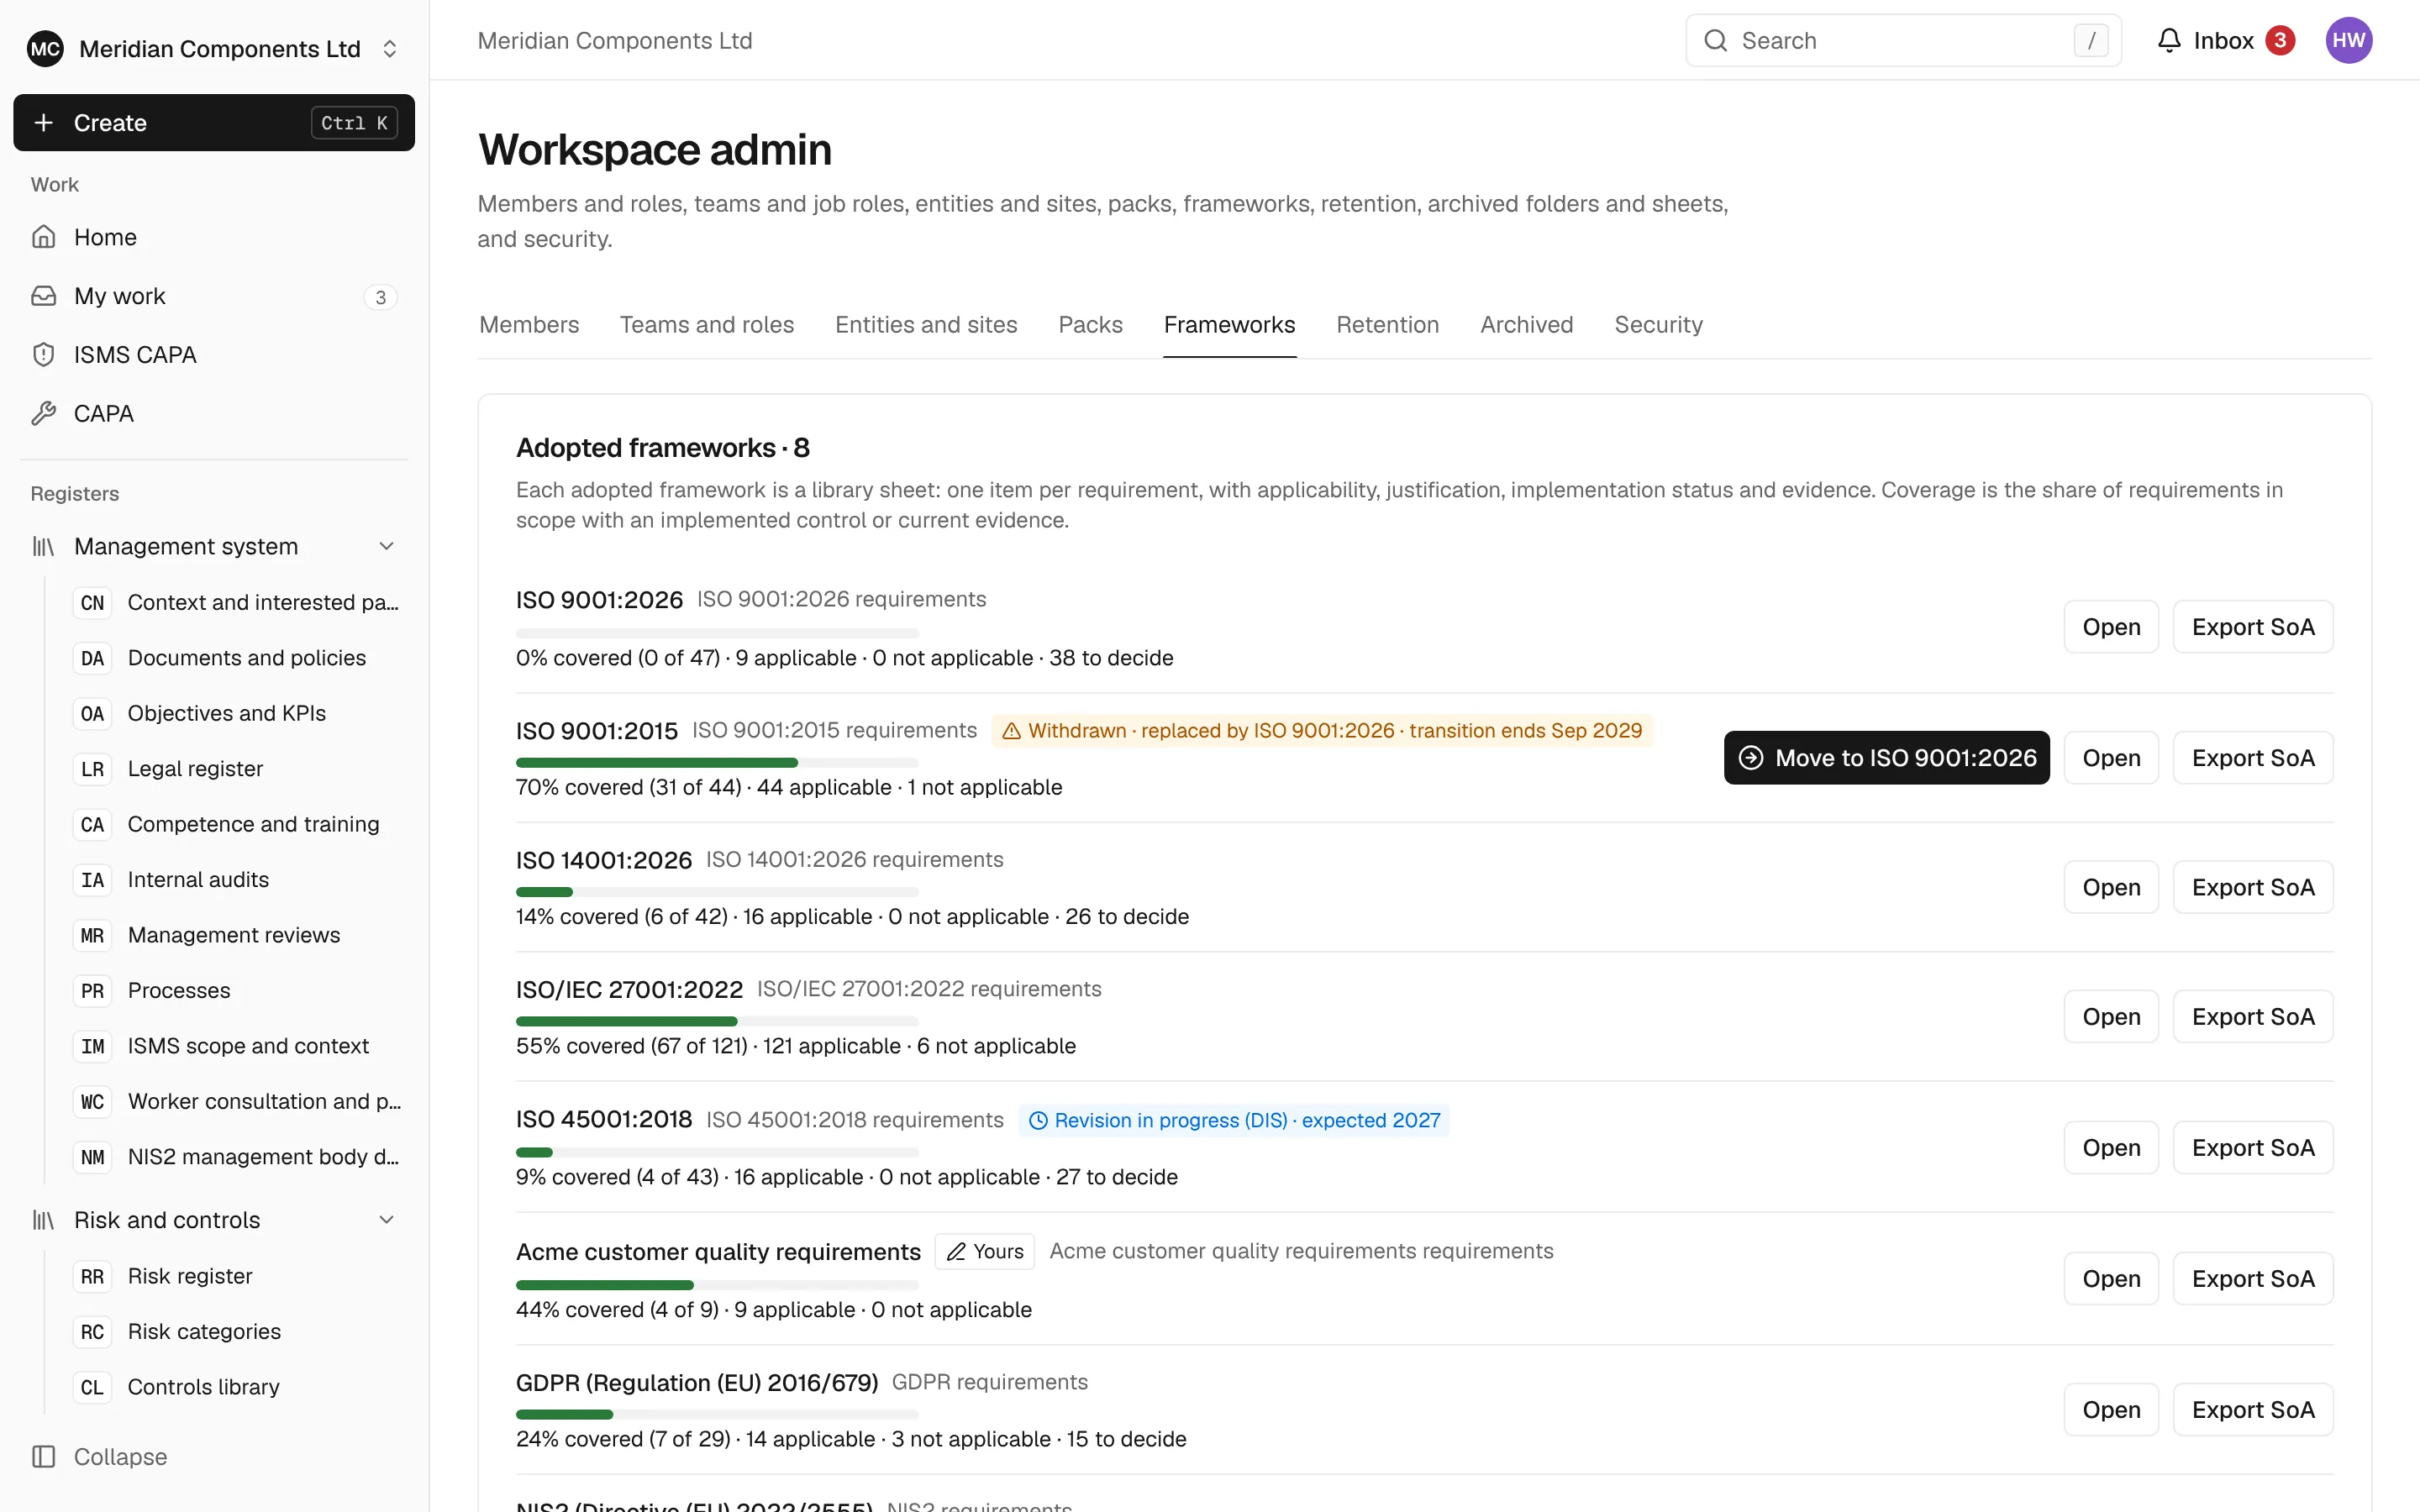 MC Meridian Components Ltd
Create Ctrl K
Work
Home
My work 3
ISMS CAPA
CAPA
Registers
Management system
CN Context and interested pa...
DA Documents and policies
OA Objectives and KPIs
LR Legal register
CA Competence and training
IA Internal audits
MR Management reviews
PR Processes
IM ISMS scope and context
WC Worker consultation and p...
NM NIS2 management body d...
Risk and controls
RR Risk register
RC Risk categories
CL Controls library
Collapse
Meridian Components Ltd
Search /
Inbox 3
HW
Workspace admin
Members and roles, teams and job roles, entities and sites, packs, frameworks, retention, archived folders and sheets,
and security.
Members Teams and roles Entities and sites Packs Frameworks Retention Archived Security
Adopted frameworks · 8
Each adopted framework is a library sheet: one item per requirement, with applicability, justification, implementation status and evidence. Coverage is the share of requirements in
scope with an implemented control or current evidence.
ISO 9001:2026 ISO 9001:2026 requirements
0% covered (0 of 47) · 9 applicable · 0 not applicable · 38 to decide
Open Export SoA
ISO 9001:2015 ISO 9001:2015 requirements Withdrawn · replaced by ISO 9001:2026 · transition ends Sep 2029
70% covered (31 of 44) · 44 applicable · 1 not applicable
Move to ISO 9001:2026 Open Export SoA
ISO 14001:2026 ISO 14001:2026 requirements
14% covered (6 of 42) · 16 applicable · 0 not applicable · 26 to decide
Open Export SoA
ISO/IEC 27001:2022 ISO/IEC 27001:2022 requirements
55% covered (67 of 121) · 121 applicable · 6 not applicable
Open Export SoA
ISO 45001:2018 ISO 45001:2018 requirements Revision in progress (DIS) · expected 2027
9% covered (4 of 43) · 16 applicable · 0 not applicable · 27 to decide
Open Export SoA
Acme customer quality requirements Yours Acme customer quality requirements requirements
44% covered (4 of 9) · 9 applicable · 0 not applicable
Open Export SoA
GDPR (Regulation (EU) 2016/679) GDPR requirements
24% covered (7 of 29) · 14 applicable · 3 not applicable · 15 to decide
Open Export SoA
NIS2 (Directive (EU) 2022/2555) NIS2 requirements